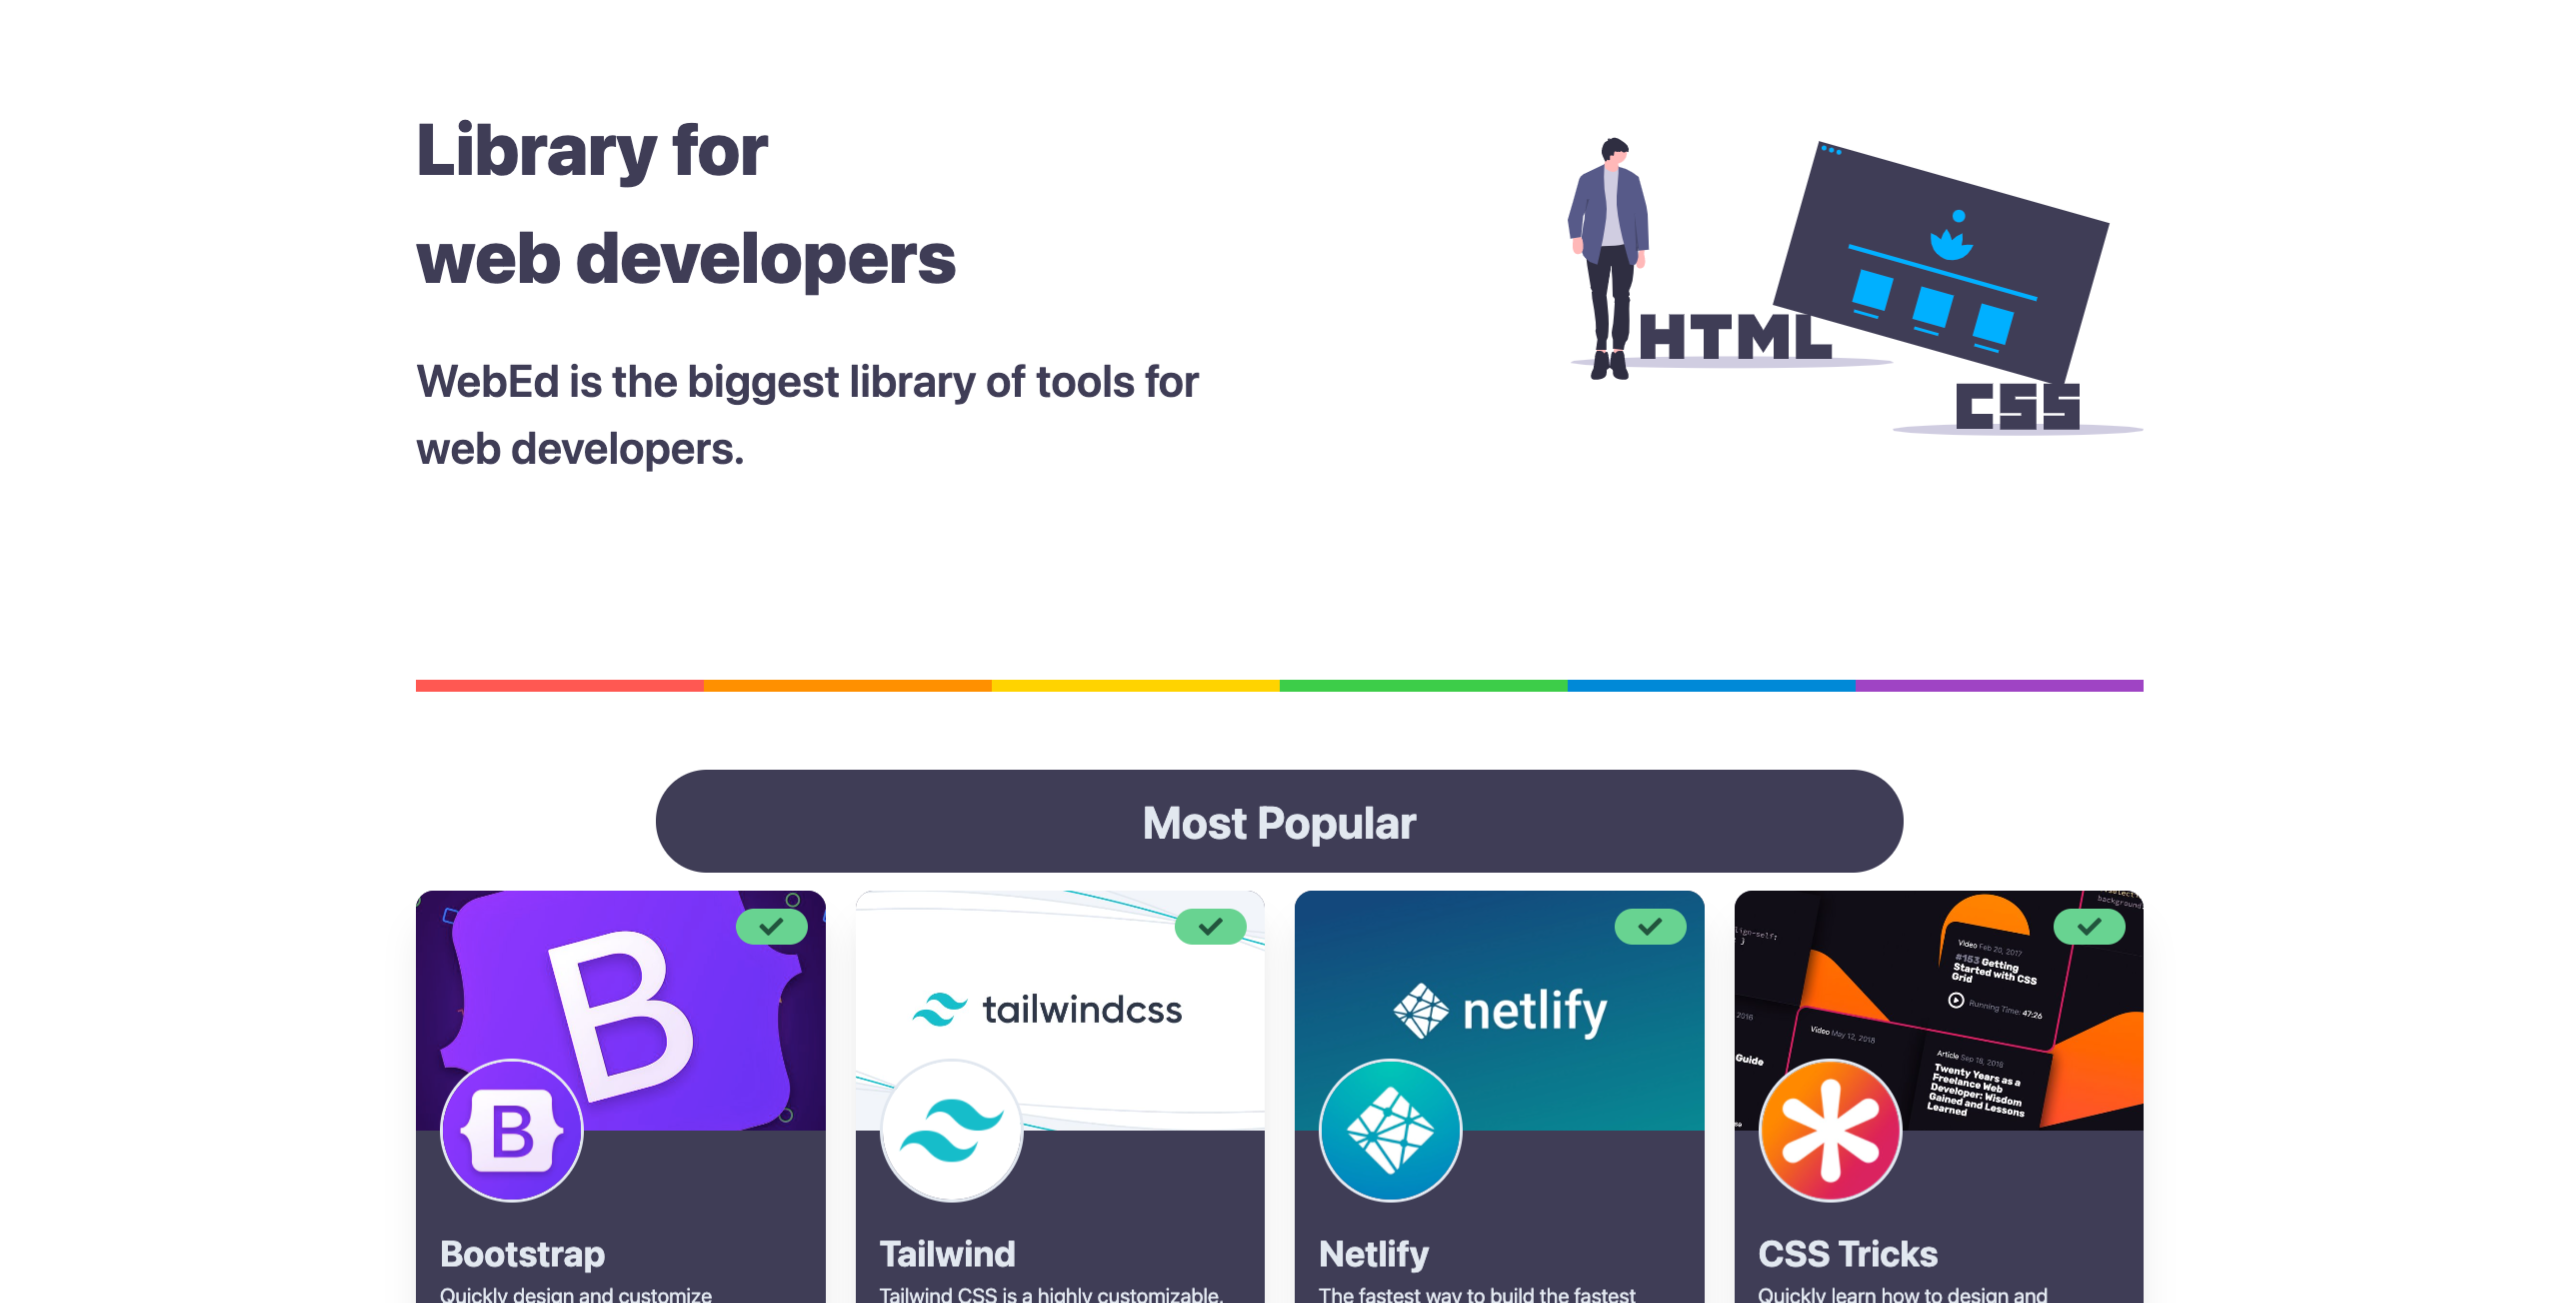 Library for
web developers
WebEd is the biggest library of tools for
web developers.
HTML
CSS
Most Popular
B
tailwindcss
netlify
lign-self:
}
background
Video Feb 20, 2017
#153 Getting
Started with CSS
Grid
Running Time: 47:26
2016
Guide
Video May 12, 2018
Article Sep 18, 2018
Twenty Years as a
Freelance Web
Developer: Wisdom
Gained and Lessons
Learned
B
Bootstrap
Tailwind
Netlify
CSS Tricks
Quickly design and customize
Tailwind CSS is a highly customizable,
The fastest way to build the fastest
Quickly learn how to design and